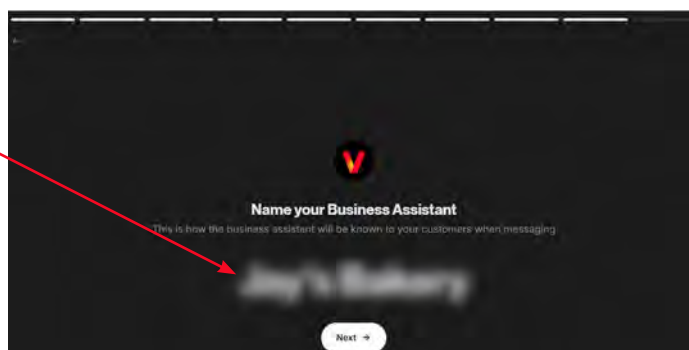 ←
Name your Business Assistant
This is how the business assistant will be known to your customers when messaging
Next →